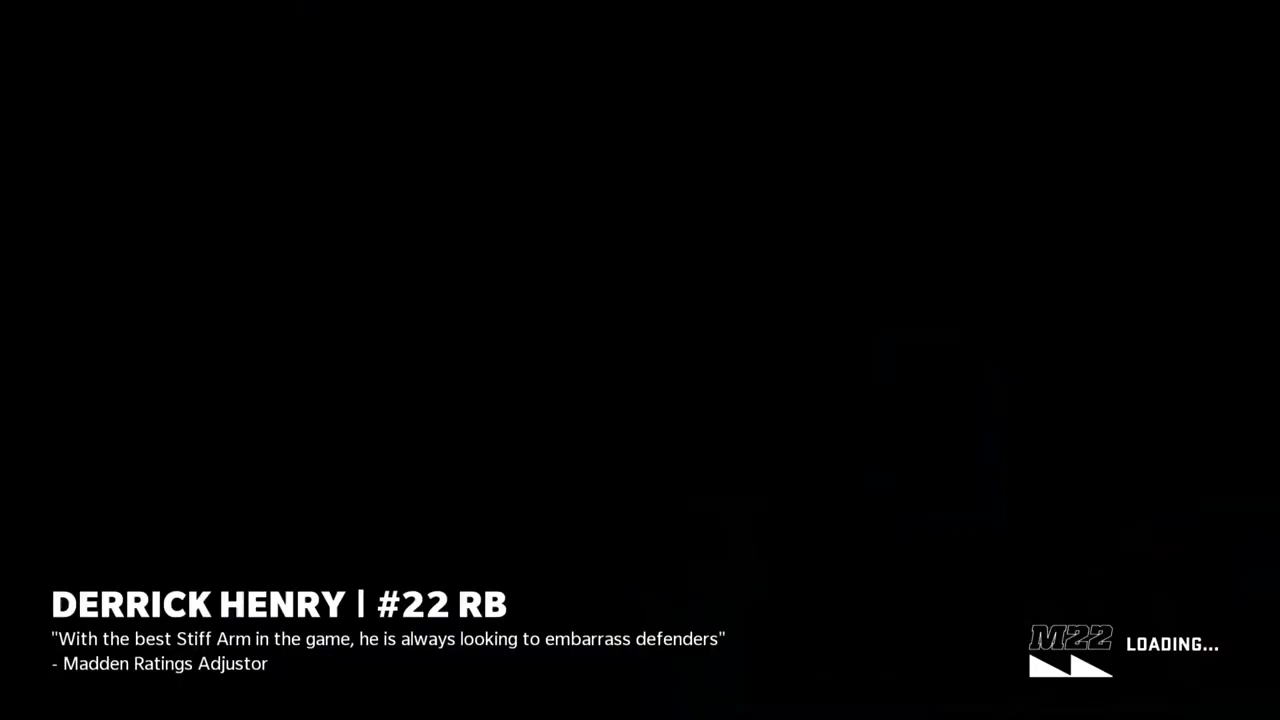 DERRICK HENRY | #22 RB
"With the best Stiff Arm in the game, he is always looking to embarrass defenders"
- Madden Ratings Adjustor
M22
LOADING...